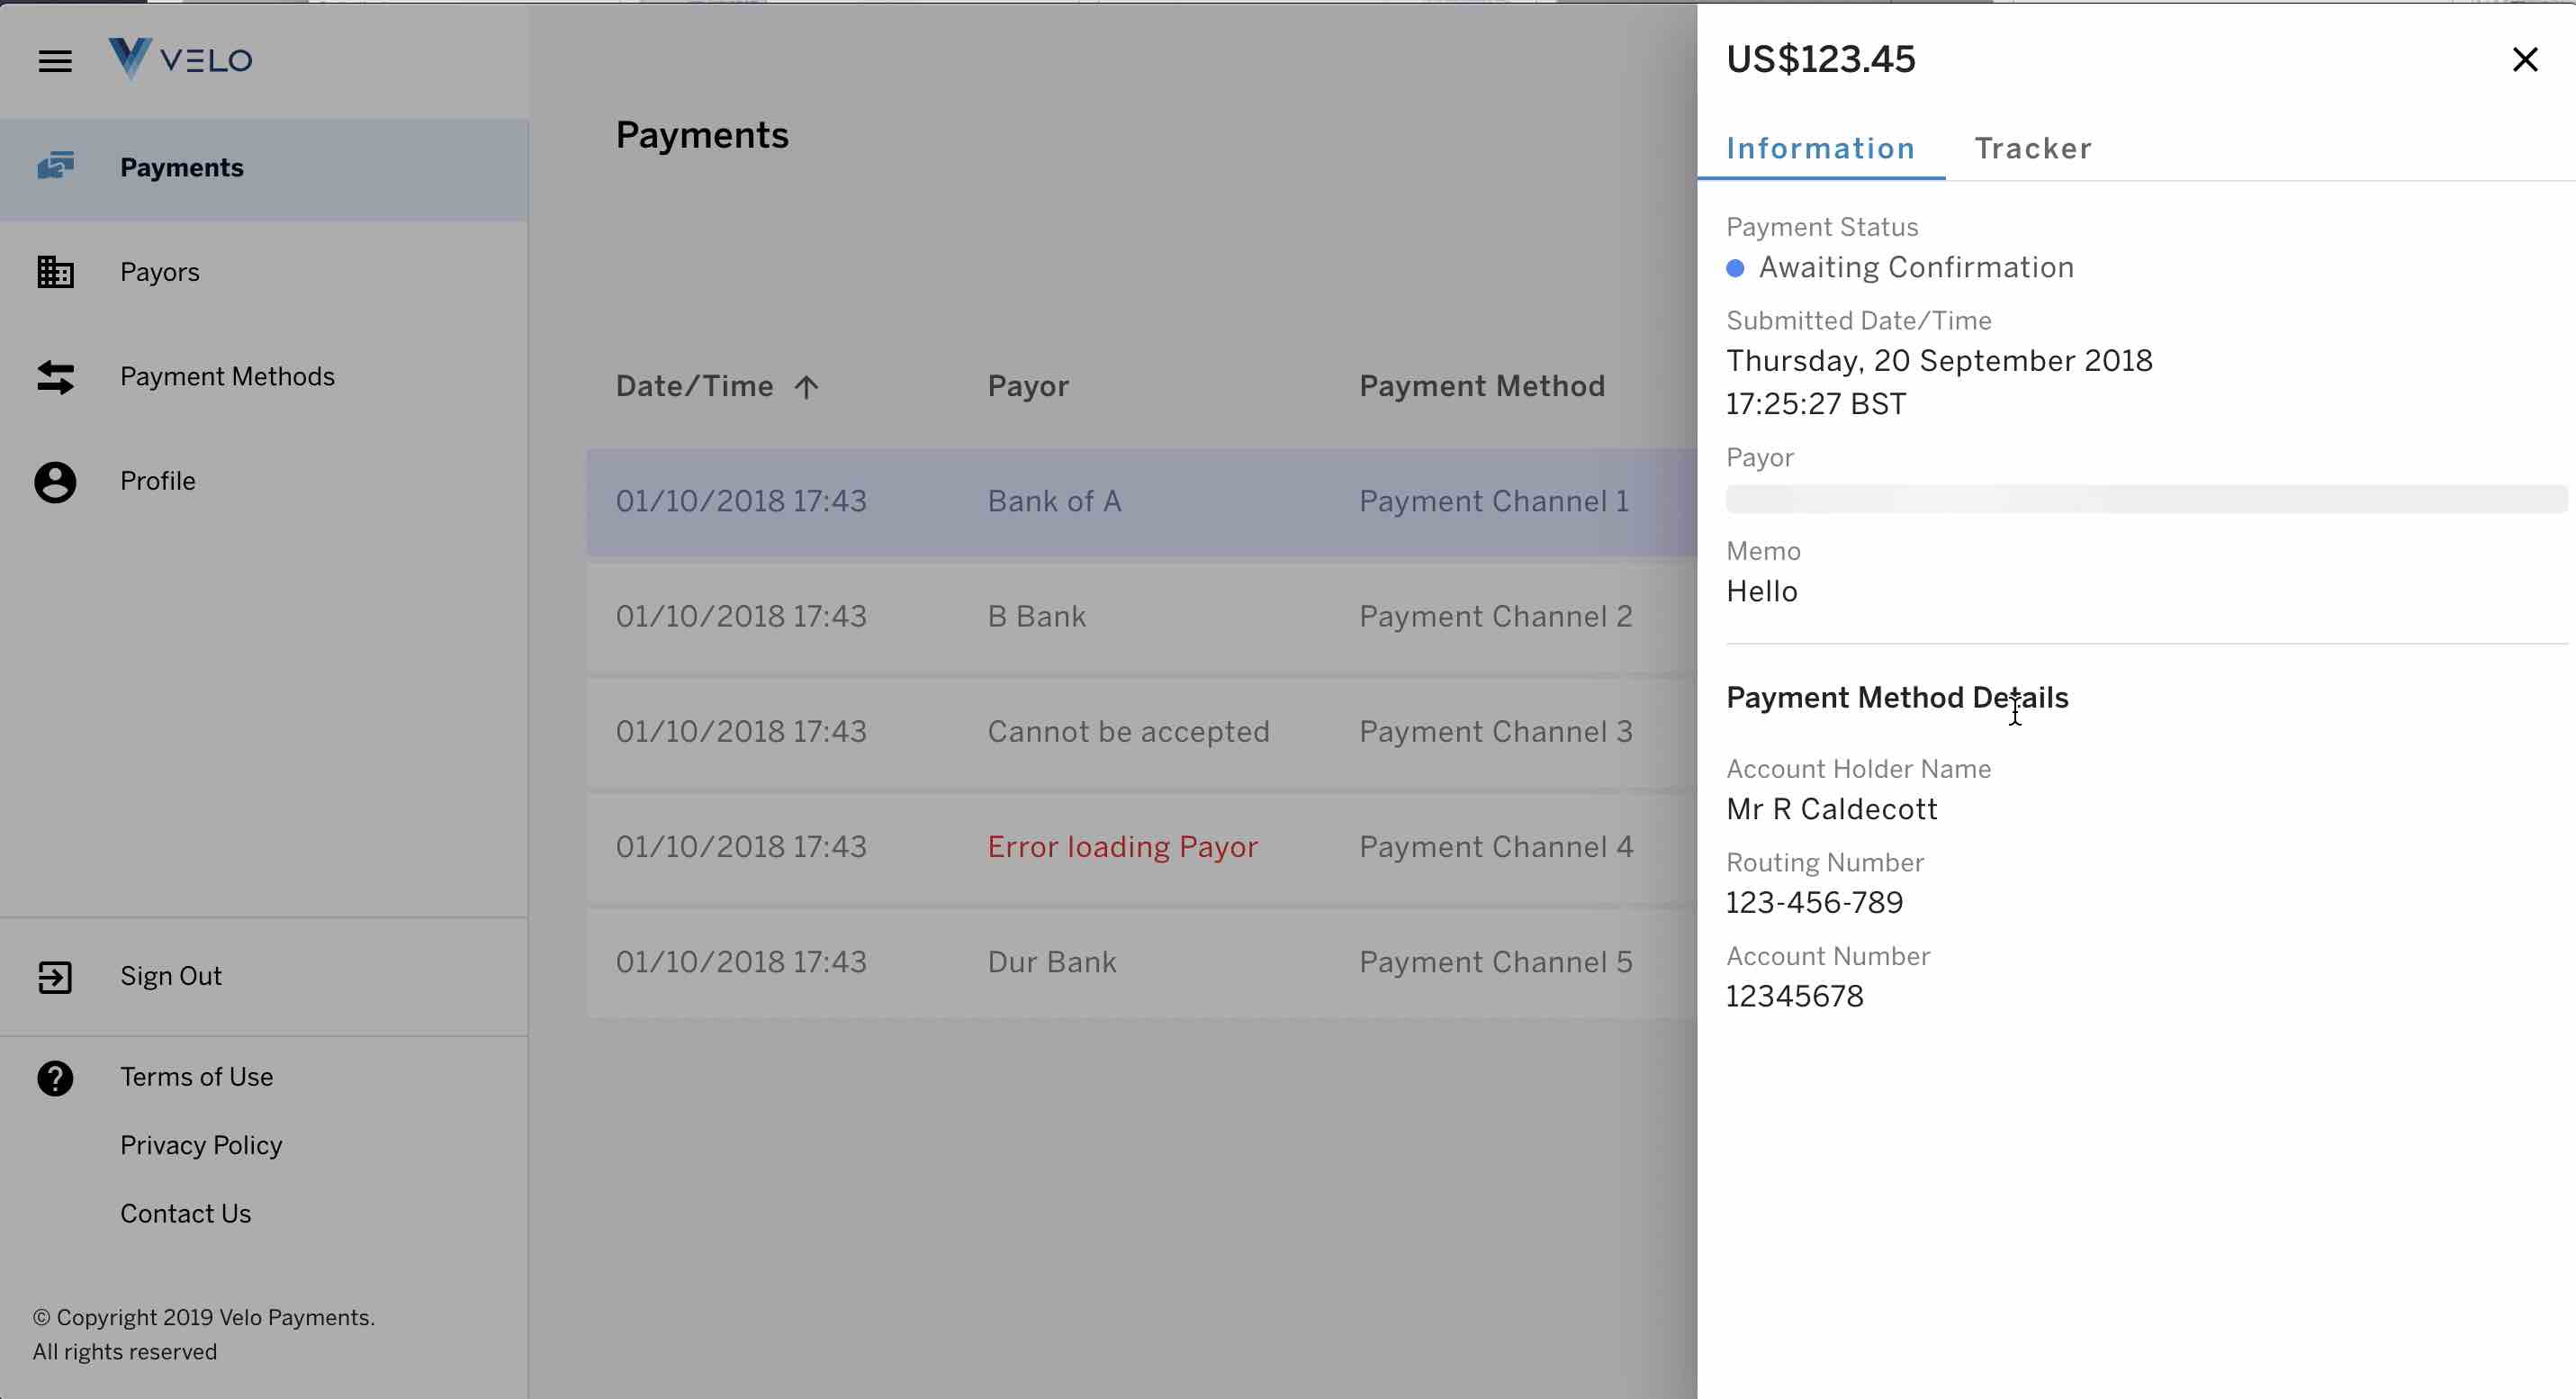 VELO
Payments
Payors
Payment Methods
Profile
Sign Out
Terms of Use
Privacy Policy
Contact Us
© Copyright 2019 Velo Payments.
All rights reserved
Payments
Date/Time Payor Payment Method
01/10/2018 17:43 Bank of A Payment Channel 1
01/10/2018 17:43 B Bank Payment Channel 2
01/10/2018 17:43 Cannot be accepted Payment Channel 3
01/10/2018 17:43 Error loading Payor Payment Channel 4
01/10/2018 17:43 Dur Bank Payment Channel 5
US$123.45
Information Tracker
Payment Status
Awaiting Confirmation
Submitted Date/Time
Thursday, 20 September 2018
17:25:27 BST
Payor
Memo
Hello
Payment Method Details
Account Holder Name
Mr R Caldecott
Routing Number
123-456-789
Account Number
12345678